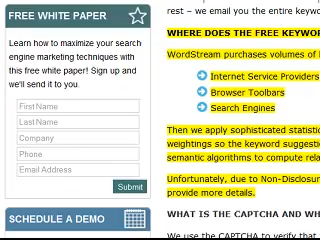 FREE WHITE PAPER
Learn how to maximize your search
engine marketing techniques with
this free white paper! Sign up and
we'll send it to you.
First Name
Last Name
Company
Phone
Email Address
Submit
SCHEDULE A DEMO
rest – we email you the entire keywo
WHERE DOES THE FREE KEYWOR
WordStream purchases volumes of
Internet Service Providers
Browser Toolbars
Search Engines
Then we apply sophisticated statistic
weightings so the keyword suggesti
semantic algorithms to compute rela
Unfortunately, due to Non-Disclosur
provide more details.
WHAT IS THE CAPTCHA AND WH
We use the CAPTCHA to verify that